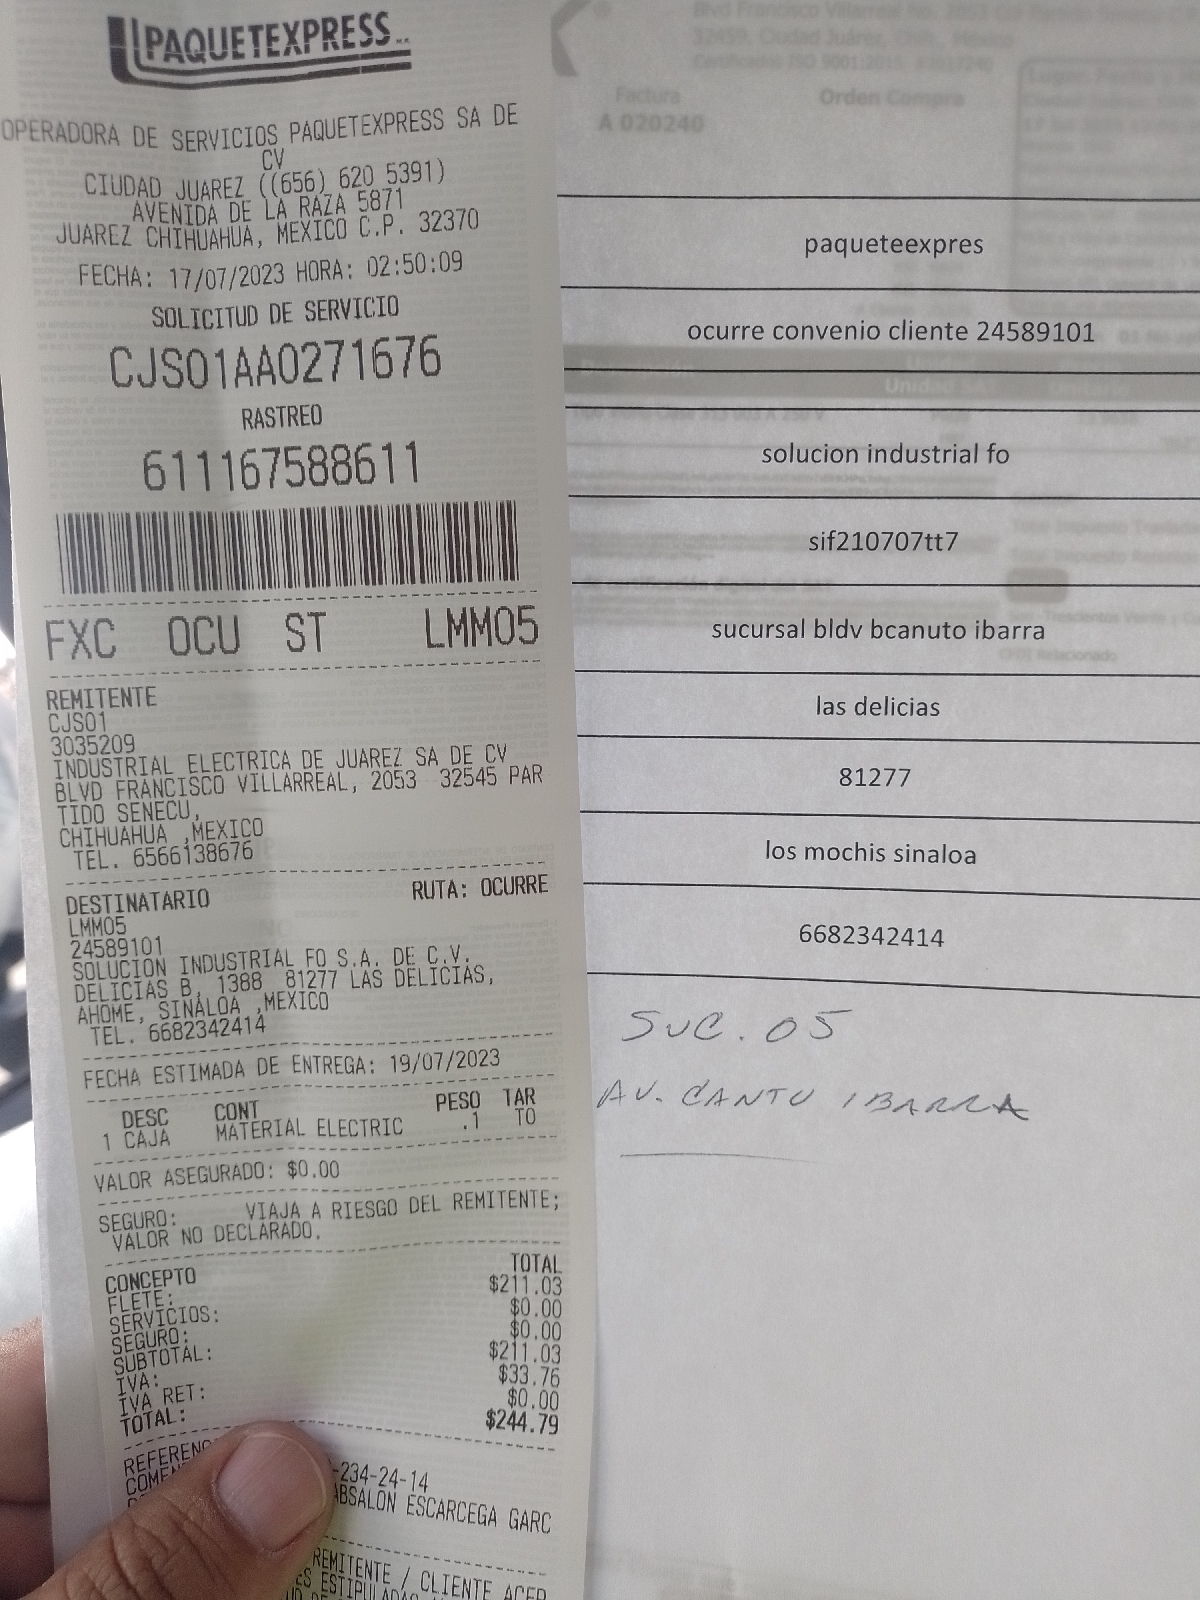 PAQUETEXPRESS
OPERADORA DE SERVICIOS PAQUETEXPRESS SA DE
CV
CIUDAD JUAREZ ((656) 620 5391)
AVENIDA DE LA RAZA 5871
JUAREZ CHIHUAHUA, MEXICO C.P. 32370
FECHA: 17/07/2023 HORA: 02:50:09
SOLICITUD DE SERVICIO
CJS01AA0271676
RASTREO
611167588611
FXC OCU ST LMM05
REMITENTE
CJS01
3035209
INDUSTRIAL ELECTRICA DE JUAREZ SA DE CV
BLVD FRANCISCO VILLARREAL, 2053 32545 PAR
TIDO SENECU,
CHIHUAHUA ,MEXICO
TEL. 6566138676
DESTINATARIO RUTA: OCURRE
LMM05
24589101
SOLUCION INDUSTRIAL FO S.A. DE C.V.
DELICIAS B, 1388 81277 LAS DELICIAS,
AHOME, SINALOA ,MEXICO
TEL. 6682342414
FECHA ESTIMADA DE ENTREGA: 19/07/2023
DESC CONT PESO TAR
1 CAJA MATERIAL ELECTRIC .1 TO
VALOR ASEGURADO: $0.00
SEGURO: VIAJA A RIESGO DEL REMITENTE;
VALOR NO DECLARADO.
CONCEPTO TOTAL
FLETE: $211.03
SERVICIOS: $0.00
SEGURO: $0.00
SUBTOTAL: $211.03
IVA: $33.76
IVA RET: $0.00
TOTAL: $244.79
-234-24-14
ABSALON ESCARCEGA GARC
REMITENTE / CLIENTE ACEP
Factura Orden Compra
A 020240
paqueteexpres
ocurre convenio cliente 24589101
solucion industrial fo
sif210707tt7
sucursal bldv bcanuto ibarra
las delicias
81277
los mochis sinaloa
6682342414
SUC. 05
AV. CANTU IBARRA